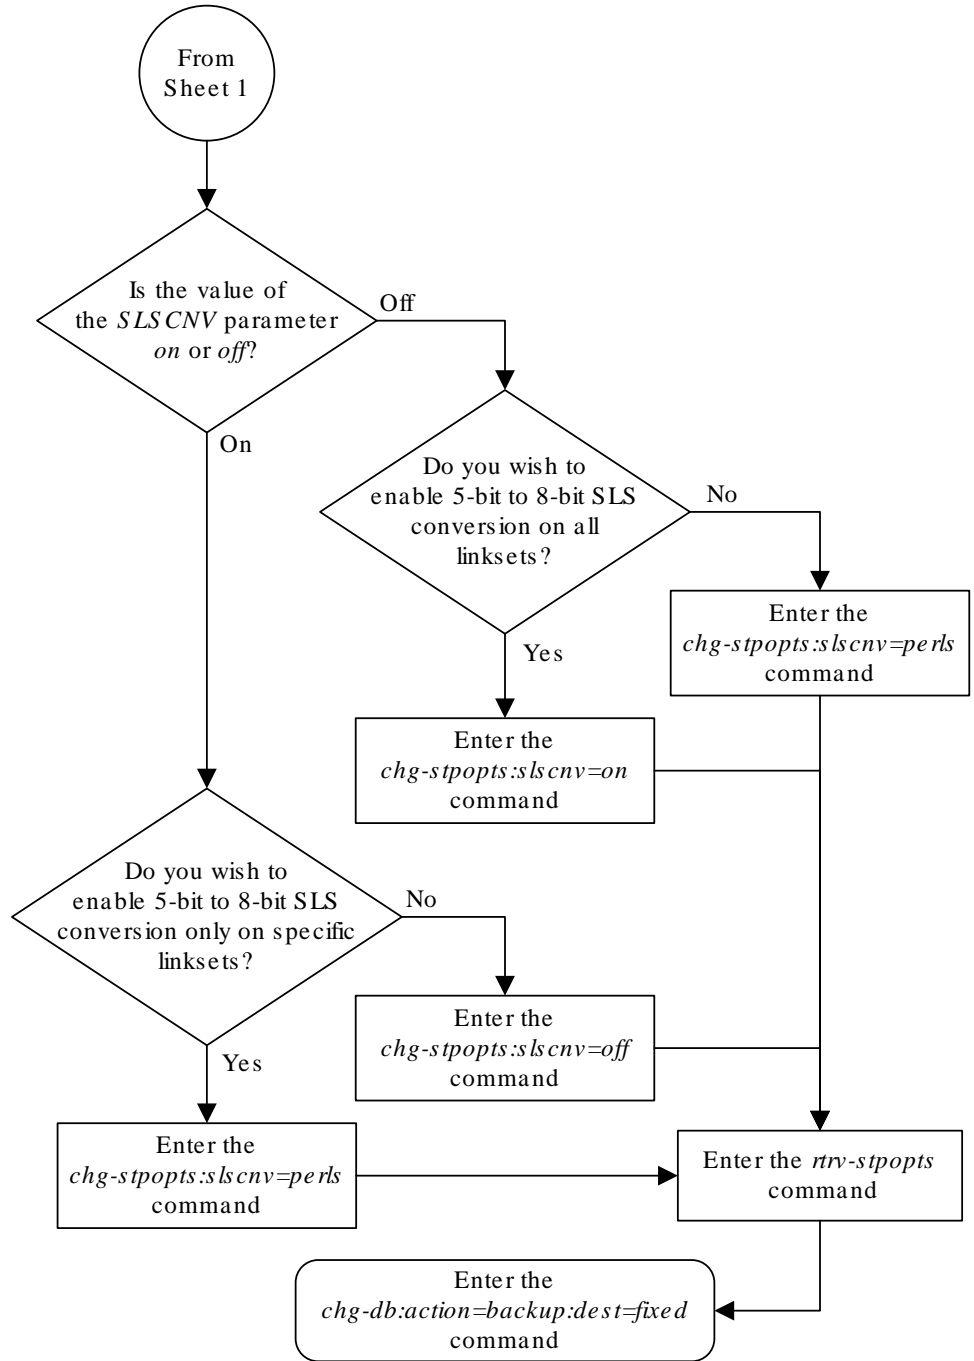 From
Sheet 1
Is the value of
the SLSCNV parameter
on or off?
Off
On
Do you wish to
enable 5-bit to 8-bit SLS
conversion on all
linksets?
No
Yes
Enter the
chg-stpopts:slscnv=perls
command
Enter the
chg-stpopts:slscnv=on
command
Do you wish to
enable 5-bit to 8-bit SLS
conversion only on specific
linksets?
No
Yes
Enter the
chg-stpopts:slscnv=off
command
Enter the
chg-stpopts:slscnv=perls
command
Enter the rtrv-stpopts
command
Enter the
chg-db:action=backup:dest=fixed
command